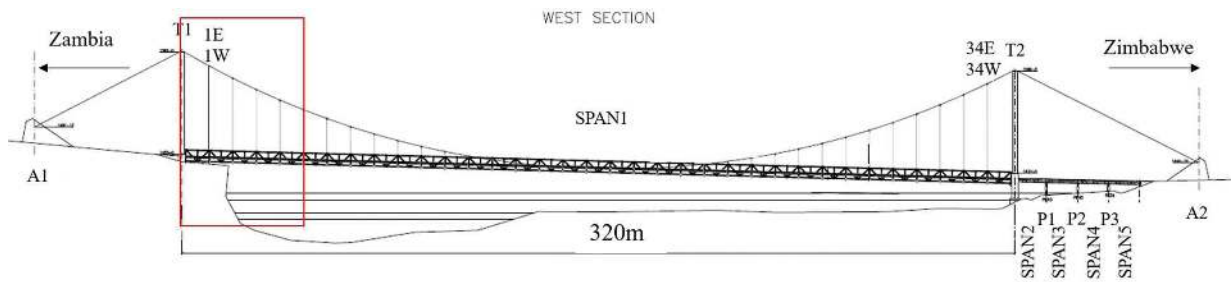 WEST SECTION
Zambia
T1
1E
1W
34E
34W
T2
Zimbabwe
SPAN1
A1
A2
320m
P1
P2
P3
SPAN2
SPAN3
SPAN4
SPAN5